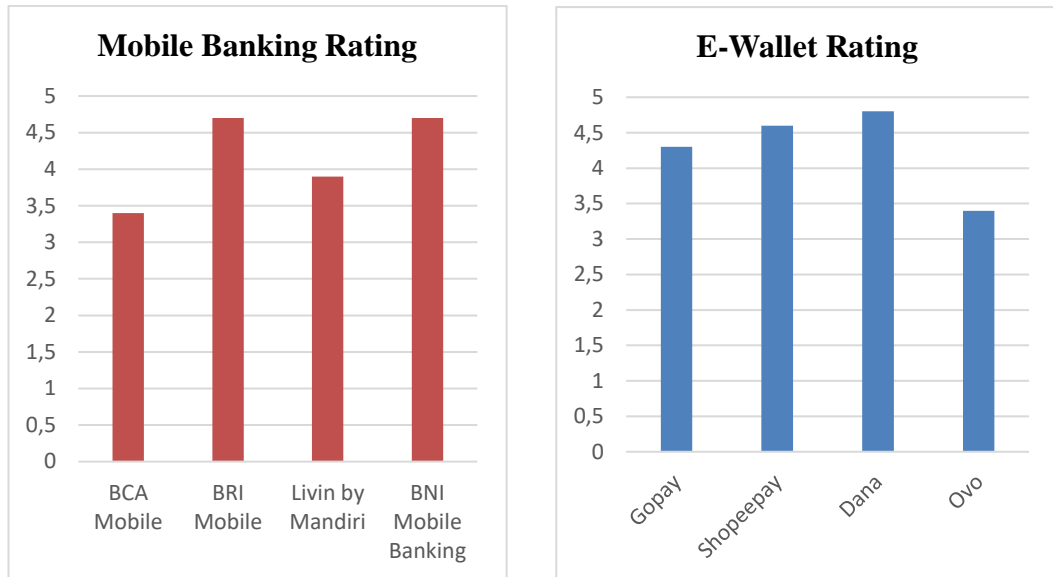 Mobile Banking Rating
5
4,5
4
3,5
3
2,5
2
1,5
1
0,5
0
BCA
Mobile
BRI
Mobile
Livin by
Mandiri
BNI
Mobile
Banking
E-Wallet Rating
5
4,5
4
3,5
3
2,5
2
1,5
1
0,5
0
Gopay
Shopeepay
Dana
Ovo